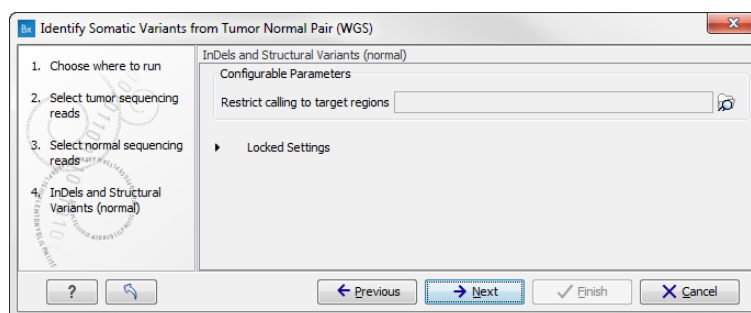 Bx Identify Somatic Variants from Tumor Normal Pair (WGS)
1. Choose where to run
2. Select tumor sequencing
reads
3. Select normal sequencing
reads
4. InDels and Structural
Variants (normal)
InDels and Structural Variants (normal)
Configurable Parameters
Restrict calling to target regions
Locked Settings
?
Previous
Next
Finish
Cancel